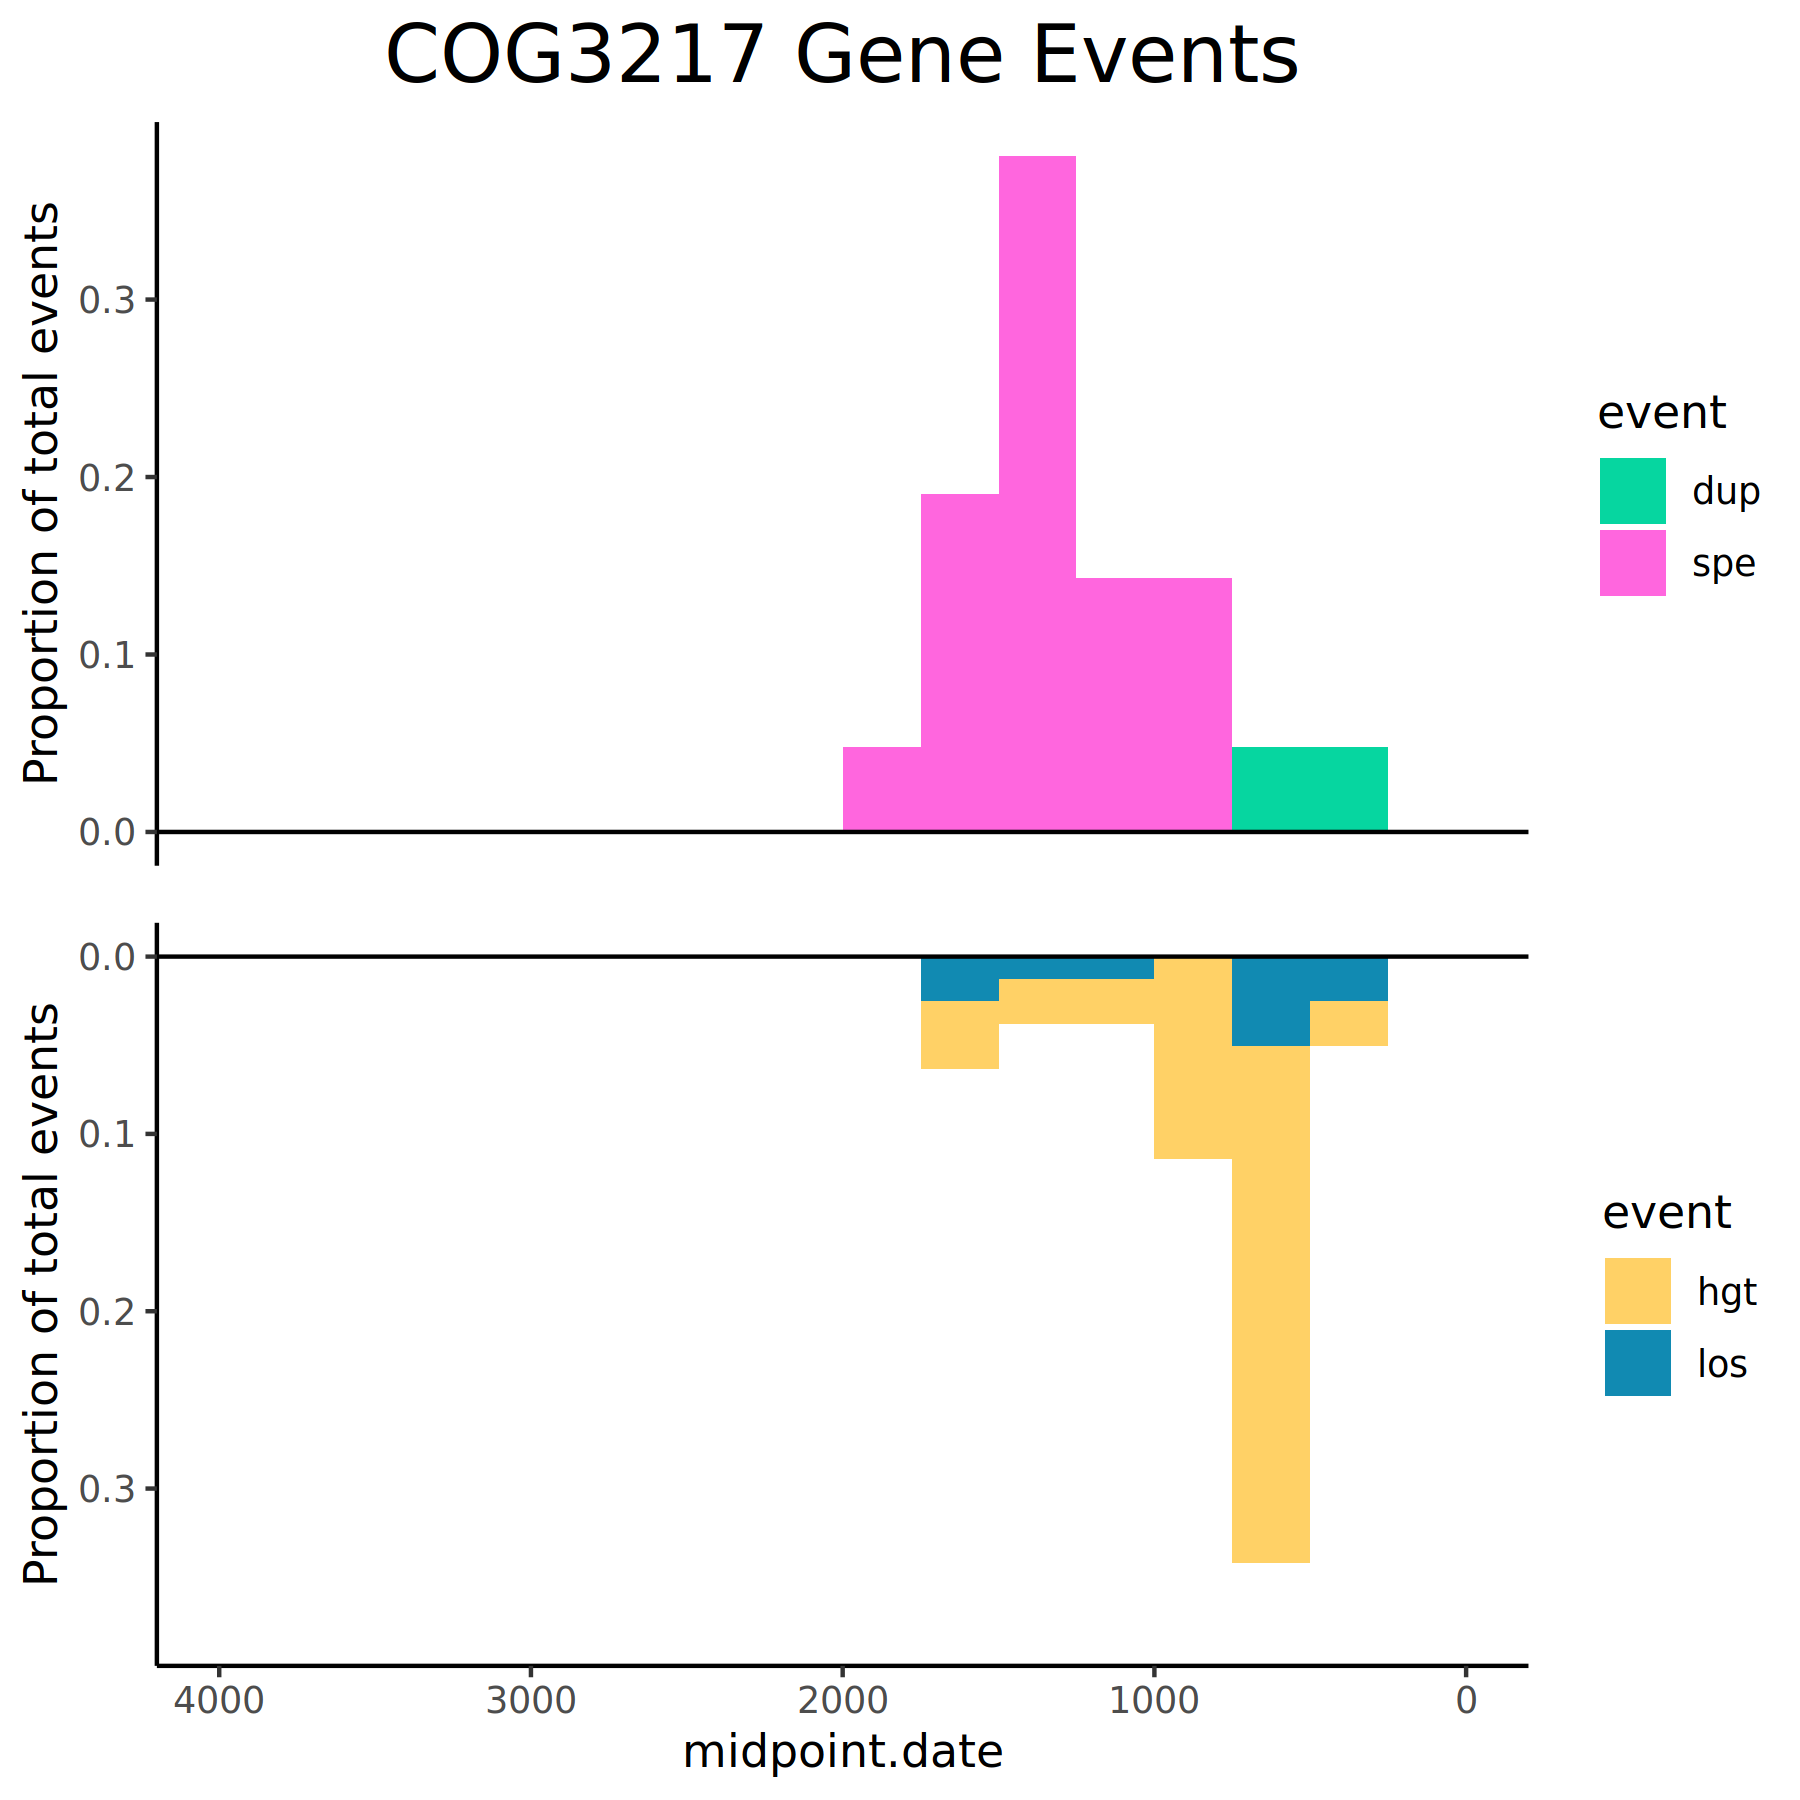 COG3217 Gene Events
Proportion of total events
0.3
0.2
0.1
0.0
event
dup
spe
Proportion of total events
0.0
0.1
0.2
0.3
event
hgt
los
4000 3000 2000 1000 0
midpoint.date